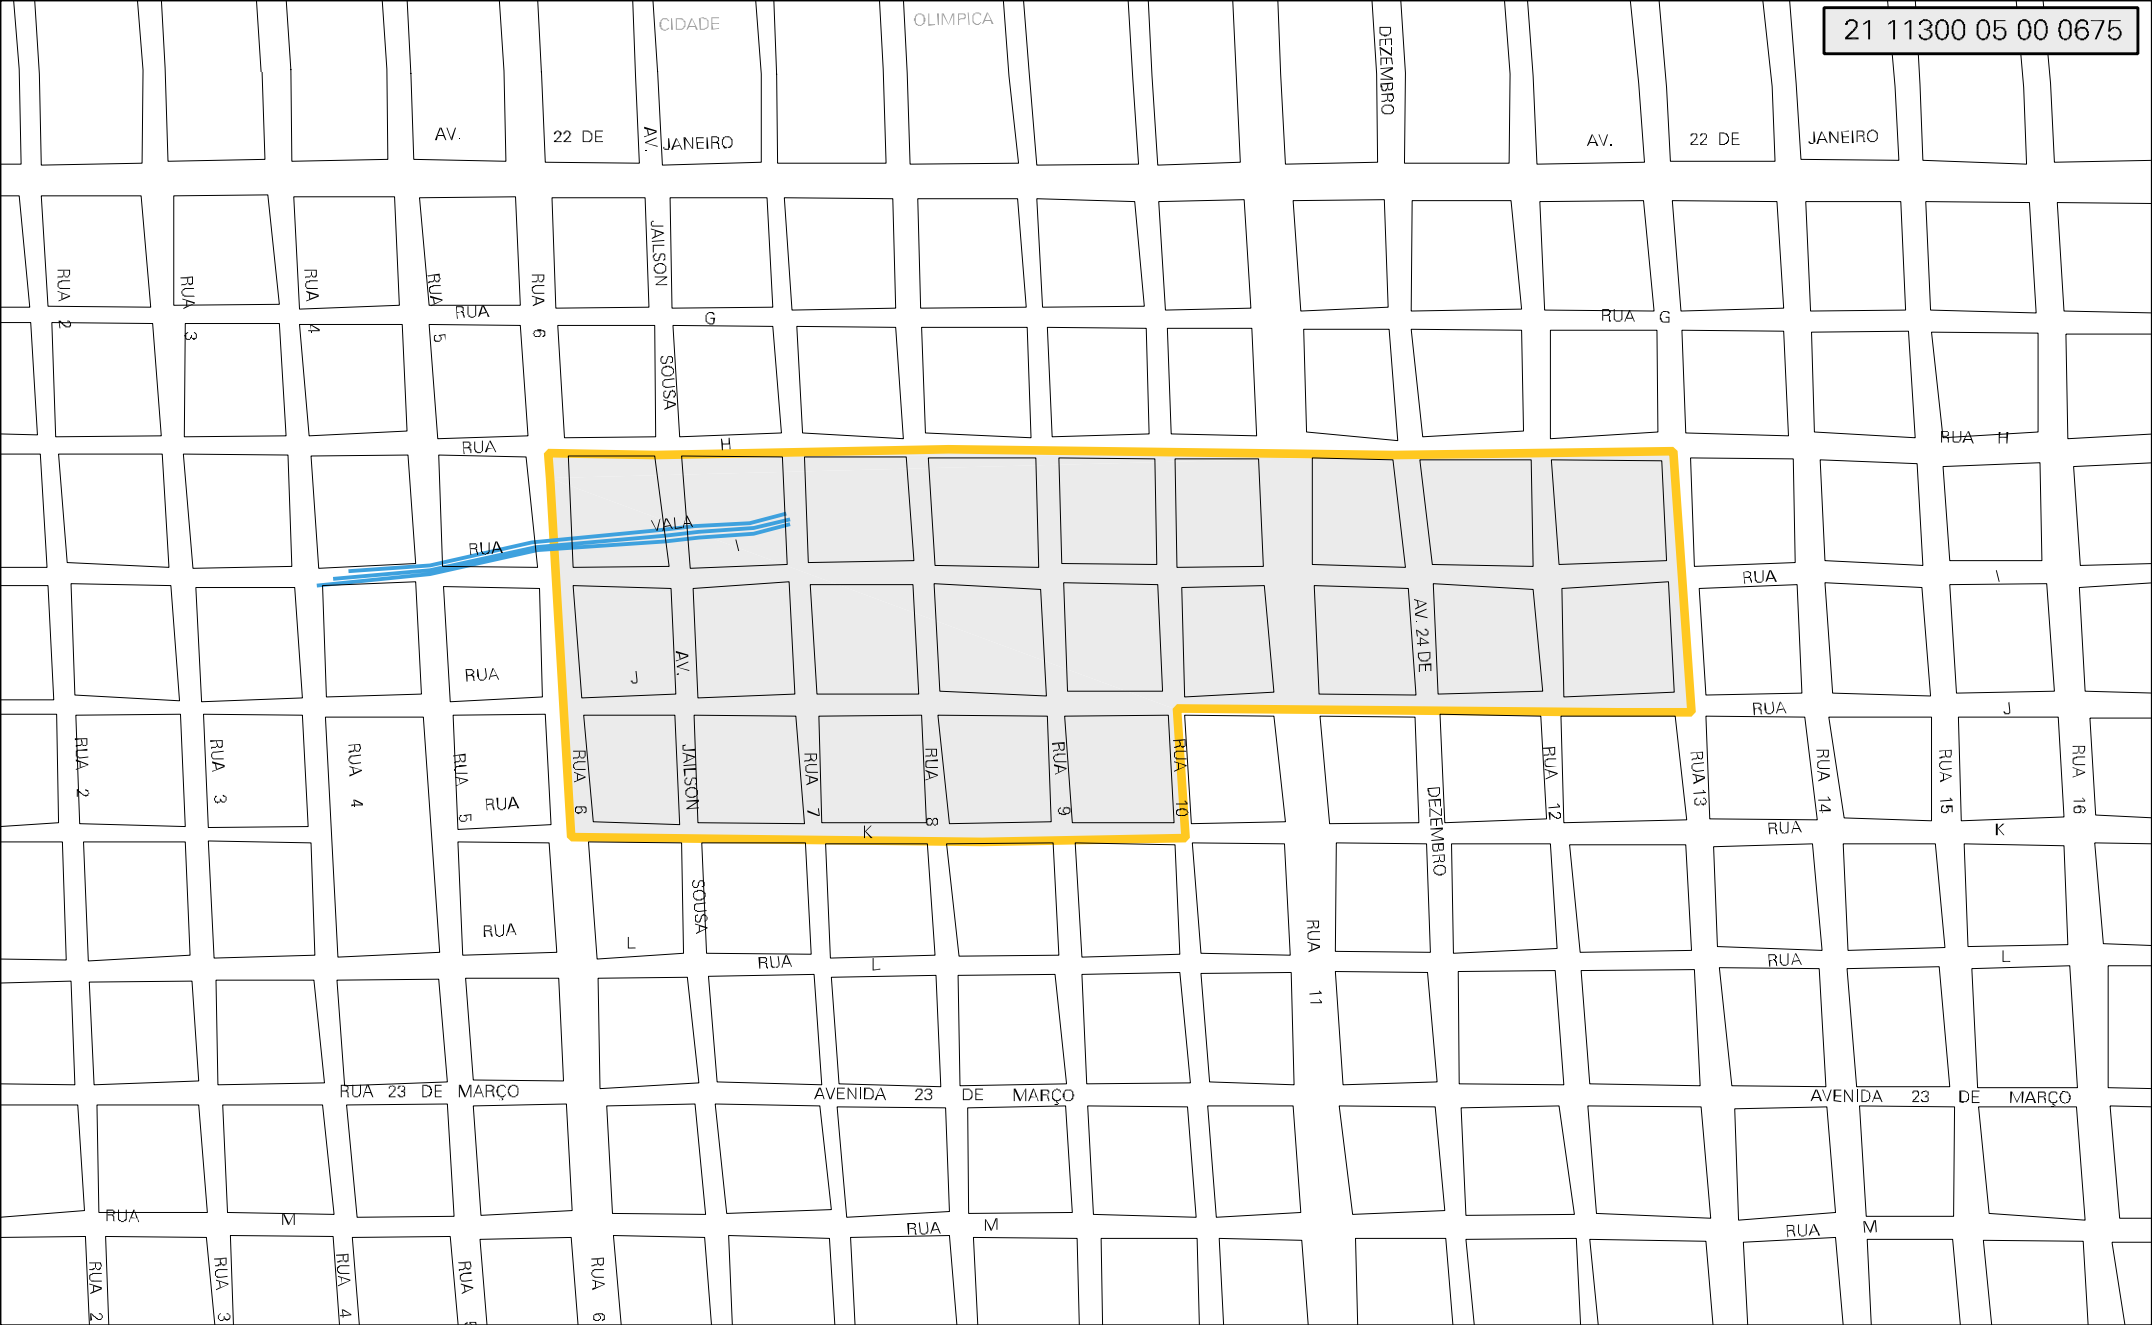 CIDADE OLIMPICA
21 11300 05 00 0675
DEZEMBRO
AV. 22 DE JANEIRO
AV.
AV. 22 DE JANEIRO
JAILSON
RUA 2
RUA 3
RUA 4
RUA 5
RUA 6
RUA G
RUA G
SOUSA
RUA H
RUA H
VALA
RUA I
RUA I
AV. 24 DE
RUA J
AV.
RUA J
RUA 2
RUA 3
RUA 4
RUA 5
RUA 6
JAILSON
RUA 7
RUA 8
RUA 9
RUA 10
RUA 12
RUA 13
RUA 14
RUA 15
RUA 16
DEZEMBRO
RUA K
RUA K
SOUSA
RUA L
RUA L
RUA L
RUA 11
RUA 23 DE MARÇO
AVENIDA 23 DE MARÇO
AVENIDA 23 DE MARÇO
RUA M
RUA M
RUA M
RUA 2
RUA 3
RUA 4
RUA
RUA 6